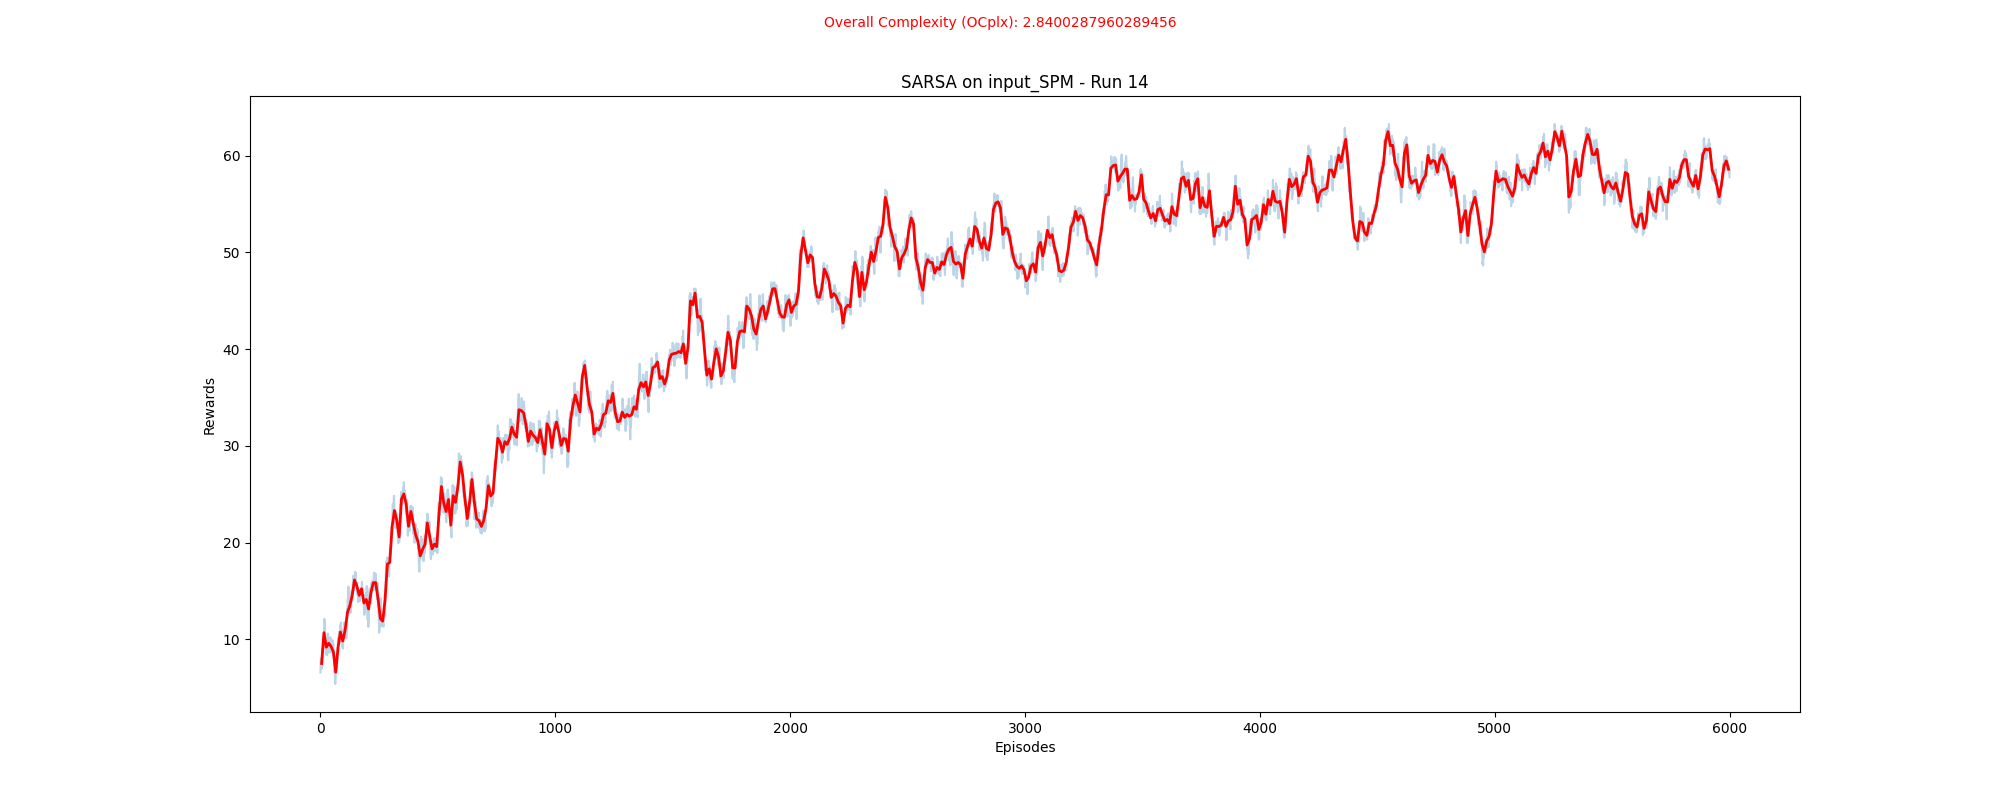 Overall Complexity (OCplx): 2.8400287960289456
SARSA on input_SPM - Run 14
60
50
40
30
20
10
Rewards
0 1000 2000 3000 4000 5000 6000
Episodes